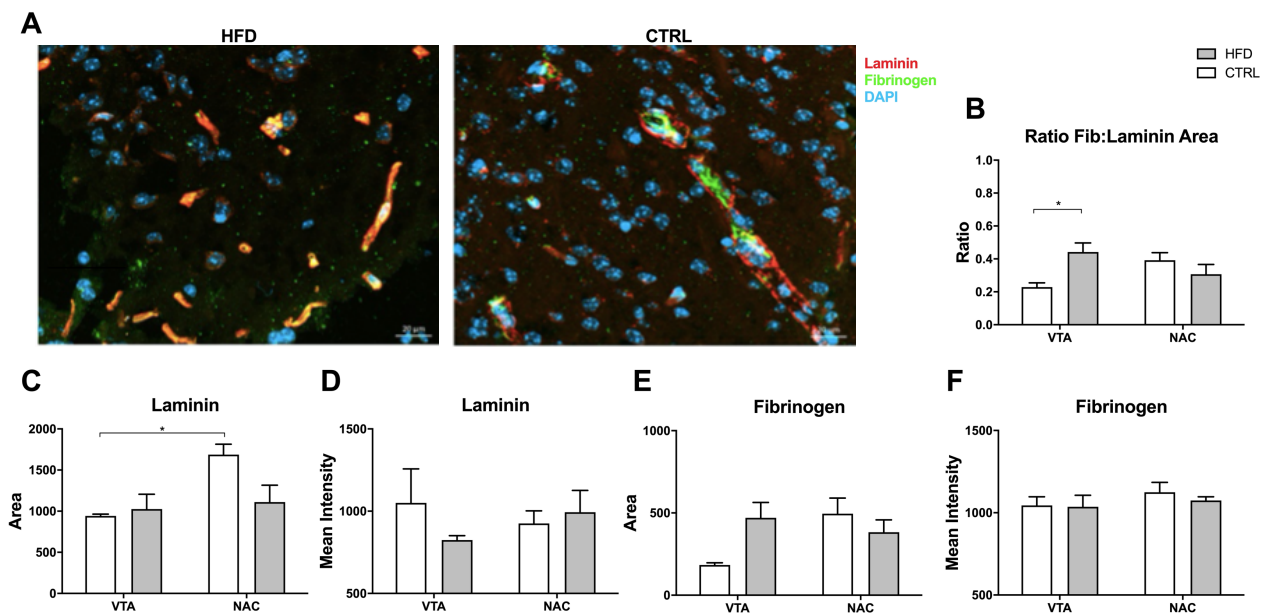 A
HFD
CTRL
Laminin
Fibrinogen
DAPI
20 µm
HFD
CTRL
B
Ratio Fib:Laminin Area
Ratio
1.0
0.8
0.6
0.4
0.2
0.0
*
VTA
NAC
C
Laminin
Area
2000
1500
1000
500
0
*
VTA
NAC
D
Laminin
Mean Intensity
1500
1000
500
VTA
NAC
E
Fibrinogen
Area
1000
500
0
VTA
NAC
F
Fibrinogen
Mean Intensity
1500
1000
500
VTA
NAC